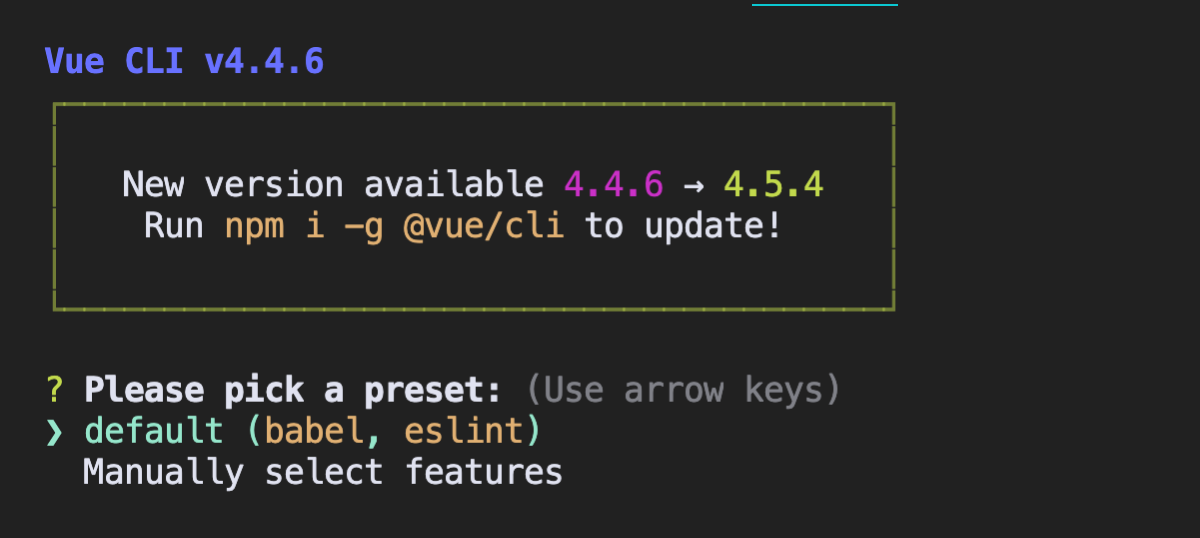 Vue CLI v4.4.6
New version available 4.4.6 → 4.5.4
Run npm i -g @vue/cli to update!
? Please pick a preset: (Use arrow keys)
❯ default (babel, eslint)
Manually select features